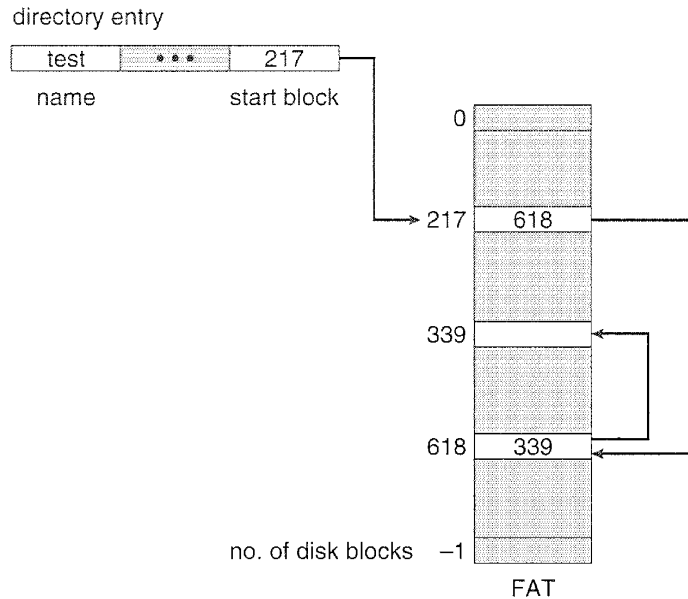 directory entry
test ••• 217
name start block
0
217 618
339
618 339
no. of disk blocks –1
FAT